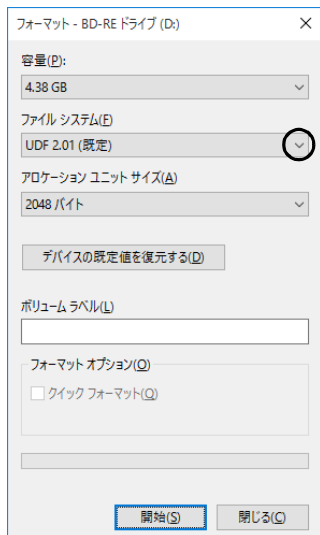 フォーマット - BD-RE ドライブ (D:)
容量(P):
4.38 GB
ファイル システム(F)
UDF 2.01 (既定)
アロケーション ユニット サイズ(A)
2048 バイト
デバイスの既定値を復元する(D)
ボリューム ラベル(L)
フォーマット オプション(O)
クイック フォーマット(Q)
開始(S)
閉じる(C)